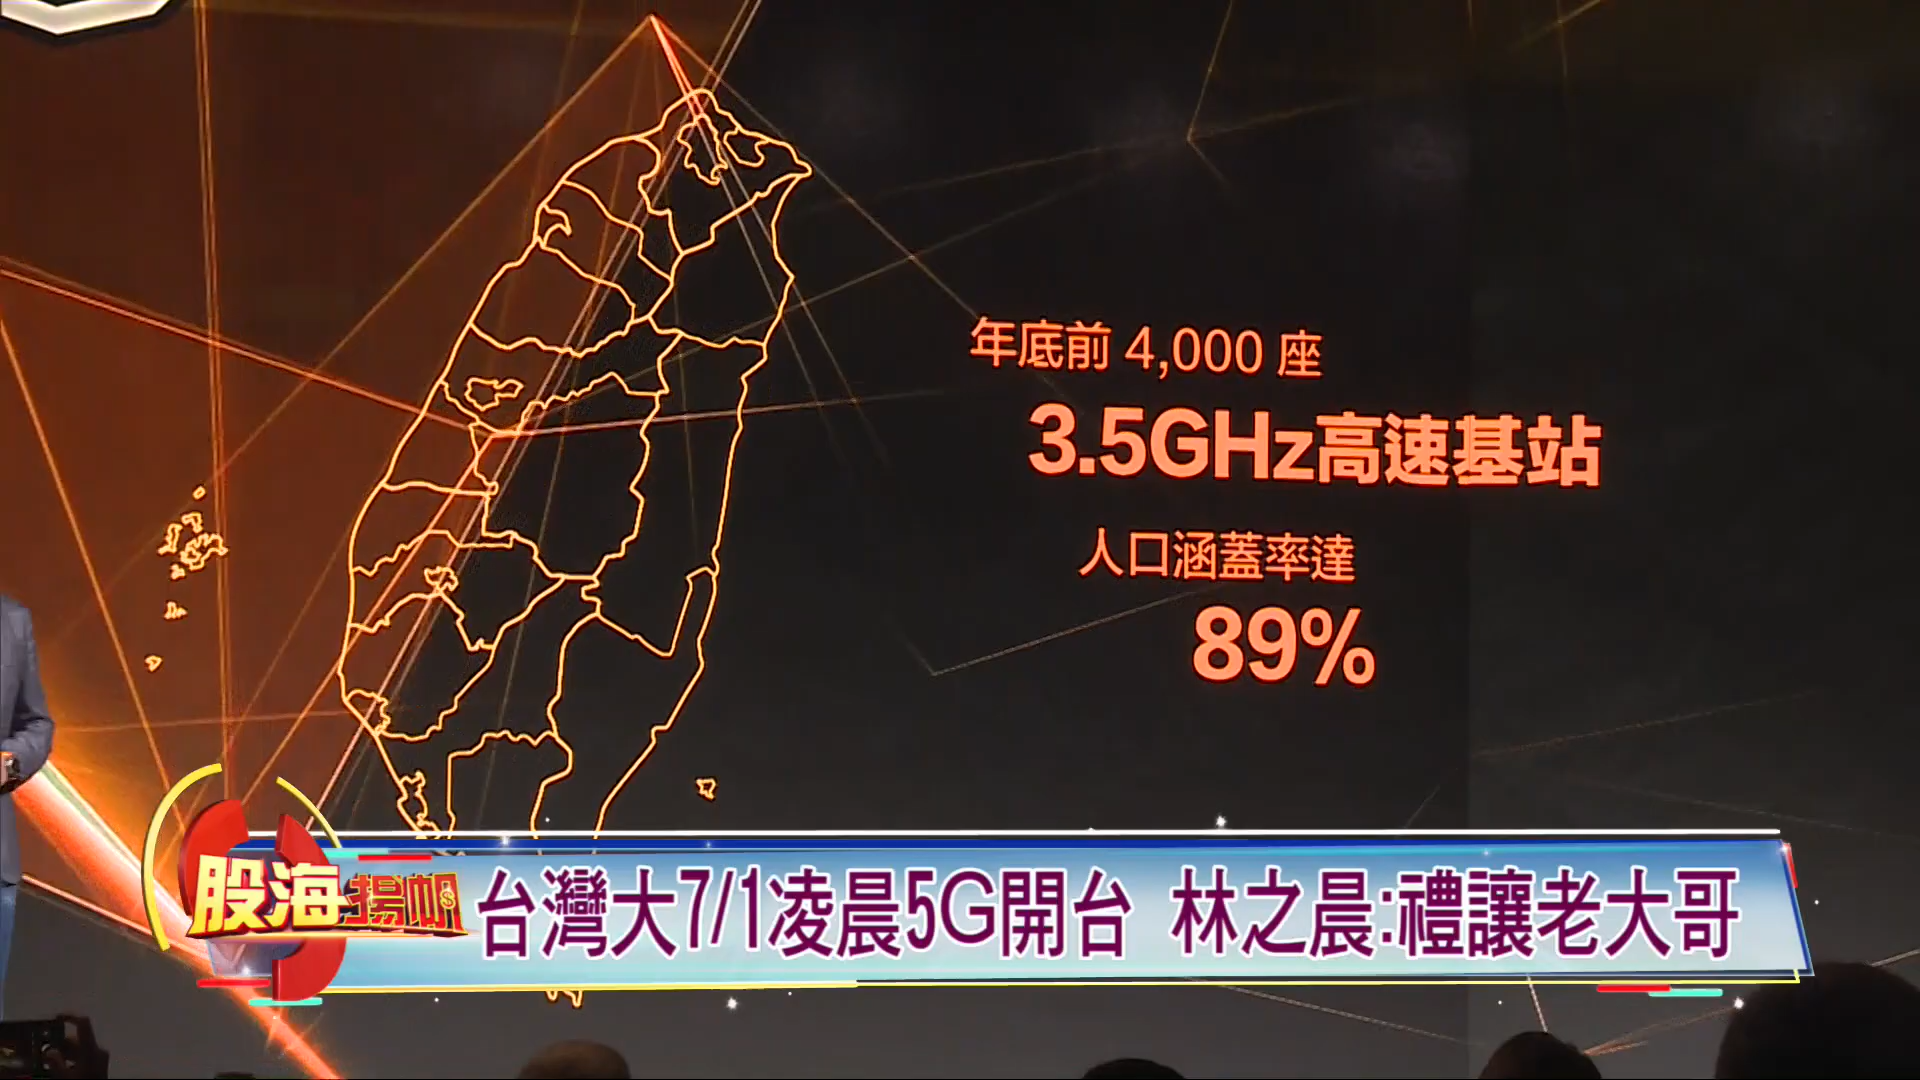 年底前 4,000 座
3.5GHz高速基站
人口涵蓋率達
89%
股海揚帆
台灣大7/1凌晨5G開台 林之晨:禮讓老大哥